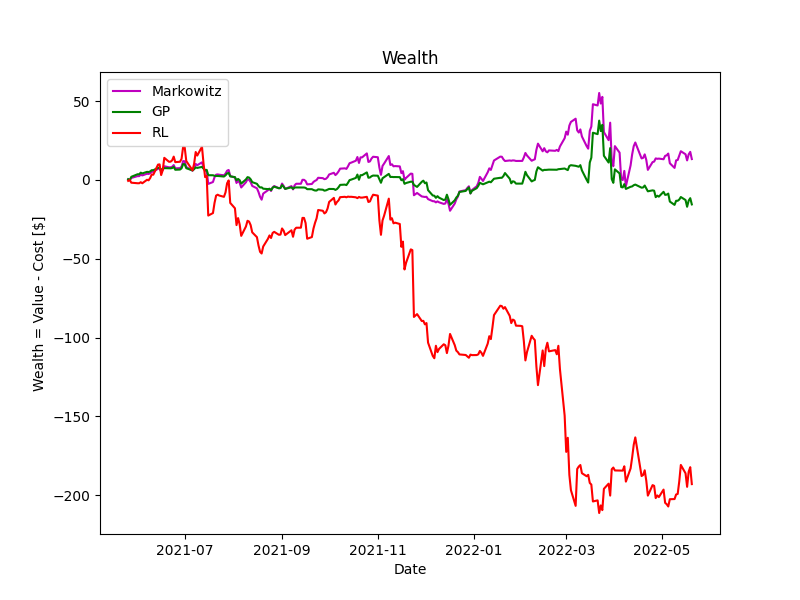 Wealth
Markowitz
GP
RL
50
0
−50
−100
−150
−200
Wealth = Value - Cost [$]
2021-07
2021-09
2021-11
2022-01
2022-03
2022-05
Date